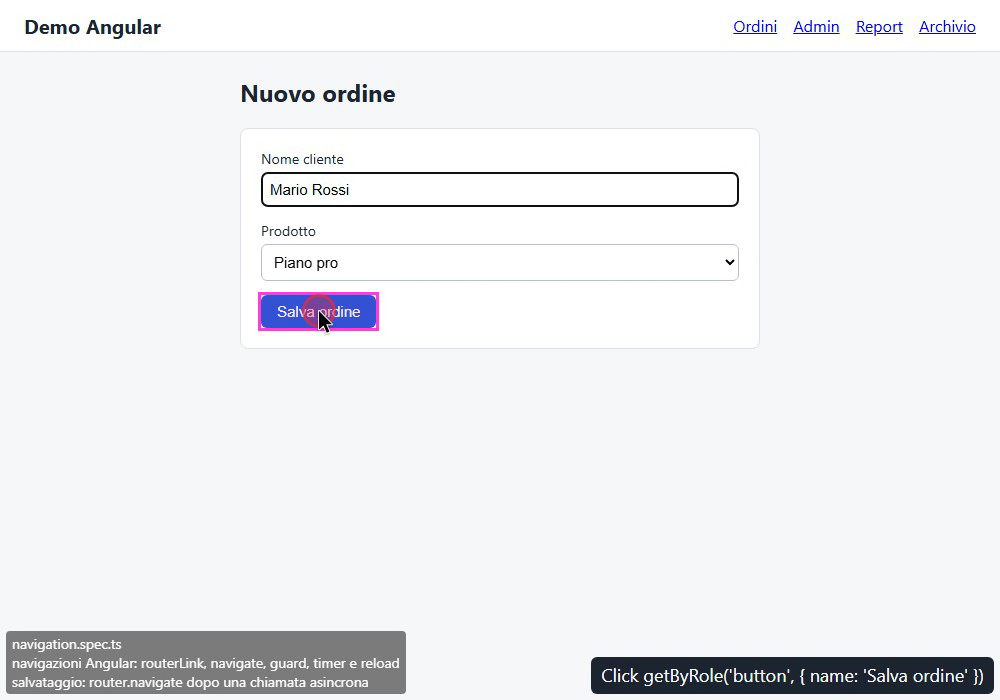 Demo Angular
Ordini Admin Report Archivio
Nuovo ordine
Nome cliente
Mario Rossi
Prodotto
Piano pro
Salva ordine
navigation.spec.ts
navigazioni Angular: routerLink, navigate, guard, timer e reload
salvataggio: router.navigate dopo una chiamata asincrona
Click getByRole('button', { name: 'Salva ordine' })